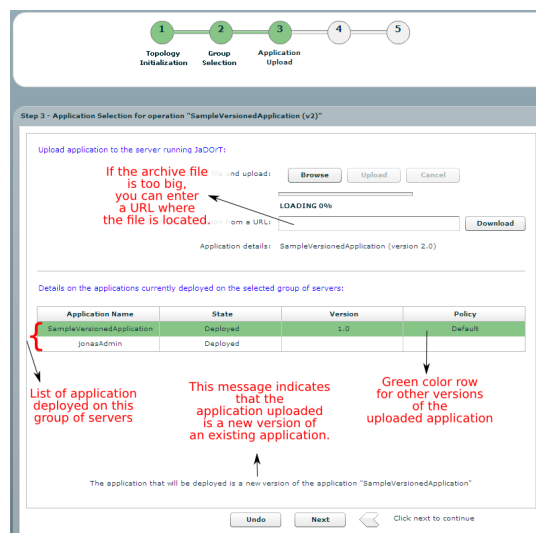 1 2 3 4 5
Topology Initialization
Group Selection
Application Upload
Step 3 - Application Selection for operation "SampleVersionedApplication (v2)"
Upload application to the server running JaDOrT:
If the archive file
is too big,
you can enter
a URL where
the file is located.
and upload:
Browse Upload Cancel
LOADING 0%
from a URL:
Download
Application details: SampleVersionedApplication (version 2.0)
Details on the applications currently deployed on the selected group of servers:
Application Name State Version Policy
SampleVersionedApplication Deployed 1.0 Default
jonasAdmin Deployed
List of application
deployed on this
group of servers
This message indicates
that the
application uploaded
is a new version of
an existing application.
Green color row
for other versions
of the
uploaded application
The application that will be deployed is a new version of the application "SampleVersionedApplication"
Undo Next Click next to continue